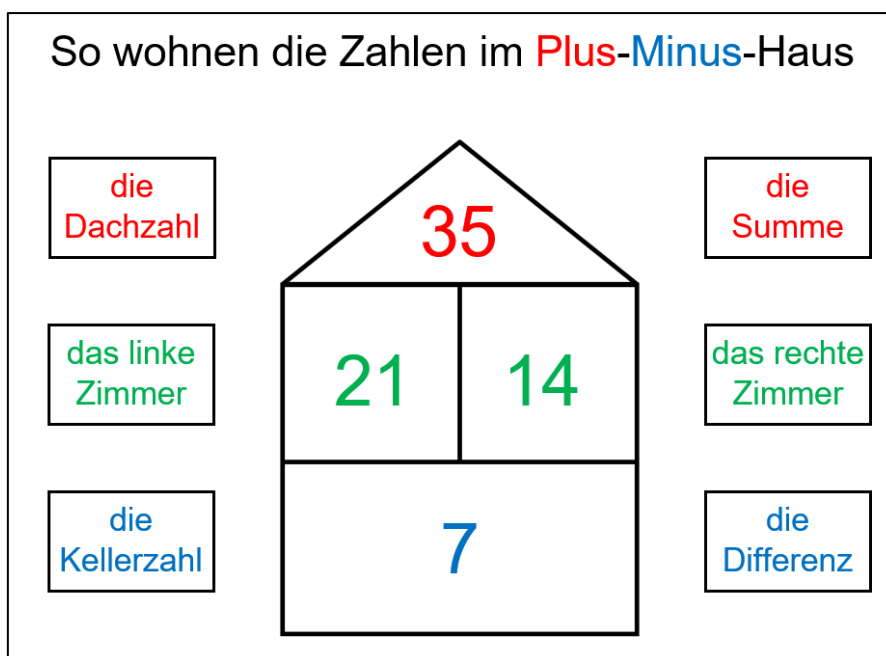 So wohnen die Zahlen im Plus-Minus-Haus
die
Dachzahl
35
die
Summe
das linke
Zimmer
21
14
das rechte
Zimmer
die
Kellerzahl
7
die
Differenz